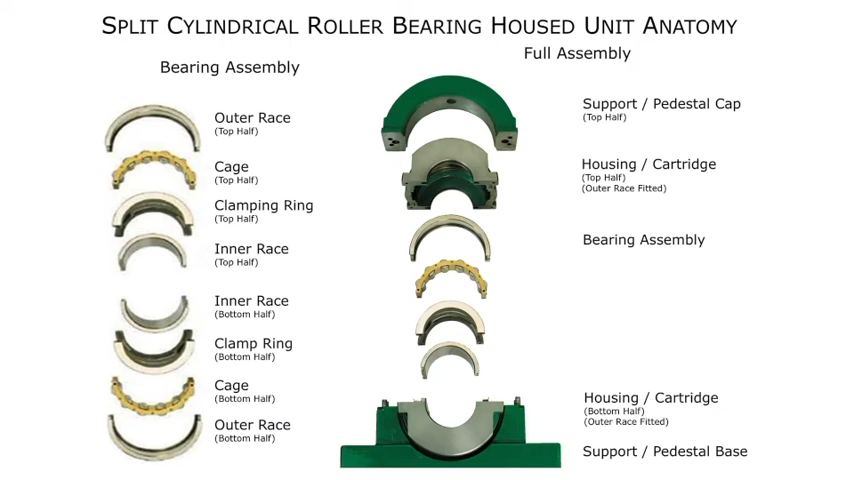 SPLIT CYLINDRICAL ROLLER BEARING HOUSED UNIT ANATOMY
Bearing Assembly
Outer Race
(Top Half)
Cage
(Top Half)
Clamping Ring
(Top Half)
Inner Race
(Top Half)
Inner Race
(Bottom Half)
Clamp Ring
(Bottom Half)
Cage
(Bottom Half)
Outer Race
(Bottom Half)
Full Assembly
Support / Pedestal Cap
(Top Half)
Housing / Cartridge
(Top Half)
(Outer Race Fitted)
Bearing Assembly
Housing / Cartridge
(Bottom Half)
(Outer Race Fitted)
Support / Pedestal Base